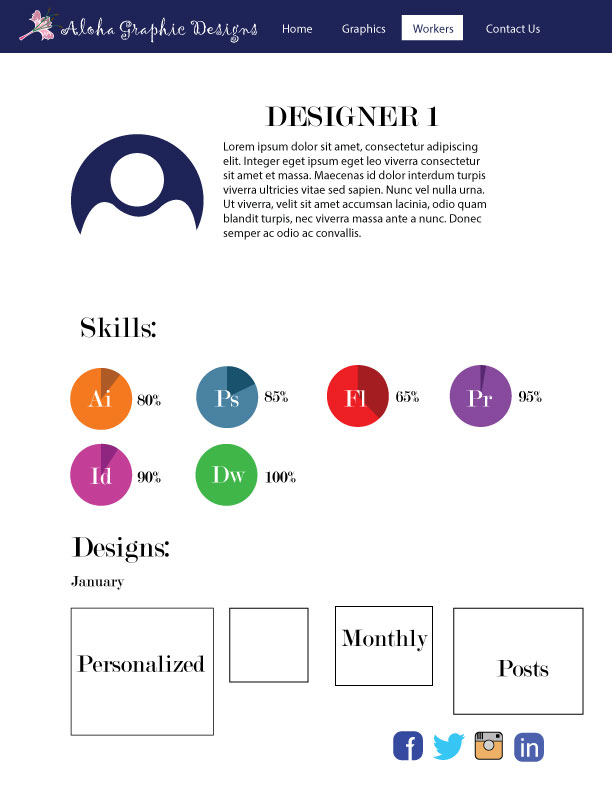 Aloha Graphic Designs
Home
Graphics
Workers
Contact Us
DESIGNER 1
Lorem ipsum dolor sit amet, consectetur adipiscing
elit. Integer eget ipsum eget leo viverra consectetur
sit amet et massa. Maecenas id dolor interdum turpis
viverra ultricies vitae sed sapien. Nunc vel nulla urna.
Ut viverra, velit sit amet accumsan lacinia, odio quam
blandit turpis, nec viverra massa ante a nunc. Donec
semper ac odio ac convallis.
Skills:
Ai 80%
Ps 85%
Fl 65%
Pr 95%
Id 90%
Dw 100%
Designs:
January
Personalized
Monthly
Posts
f
in